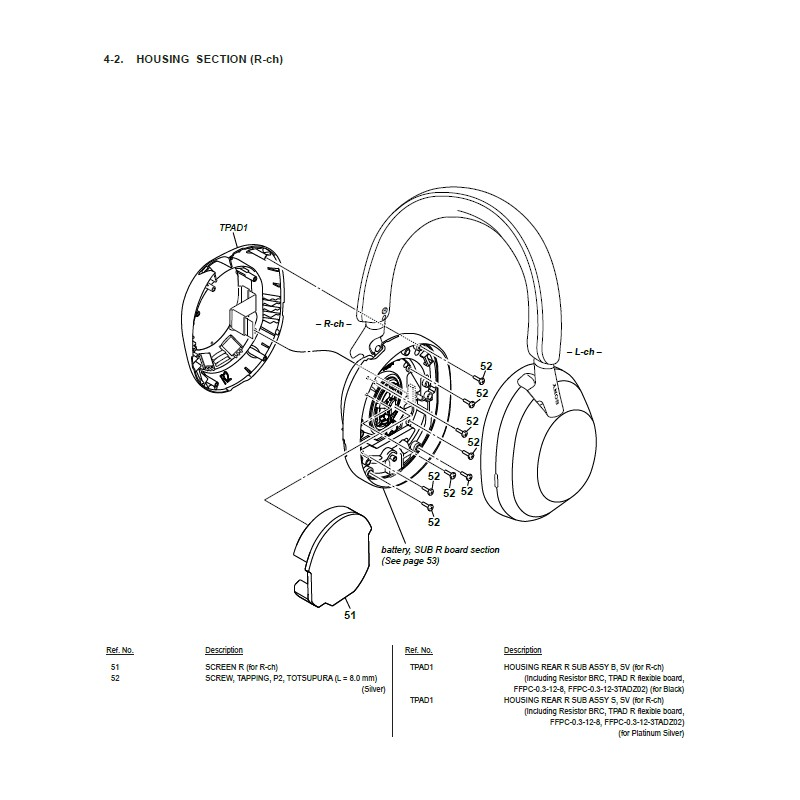 4-2. HOUSING SECTION (R-ch)
TPAD1
– R-ch –
– L-ch –
52
52
52
SONY
52
52
52
52
52
battery, SUB R board section
(See page 53)
51
Ref. No. Description
51 SCREEN R (for R-ch)
52 SCREW, TAPPING, P2, TOTSUPURA (L = 8.0 mm)
(Silver)
Ref. No. Description
TPAD1 HOUSING REAR R SUB ASSY B, SV (for R-ch)
(Including Resistor BRC, TPAD R flexible board,
FFPC-0.3-12-8, FFPC-0.3-12-3TADZ02) (for Black)
TPAD1 HOUSING REAR R SUB ASSY S, SV (for R-ch)
(Including Resistor BRC, TPAD R flexible board,
FFPC-0.3-12-8, FFPC-0.3-12-3TADZ02)
(for Platinum Silver)